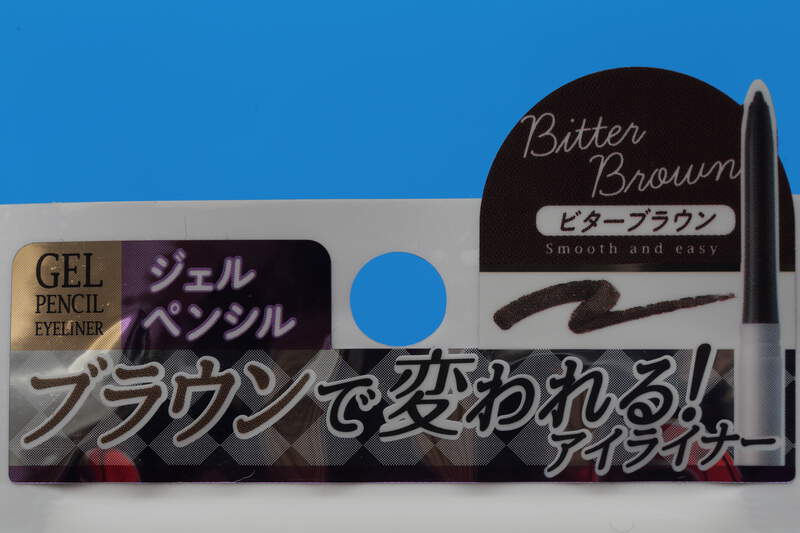 Bitter
Brown
ビターブラウン
Smooth and easy
GEL
PENCIL
EYELINER
ジェル
ペンシル
ブラウンで変われる!
アイライナー